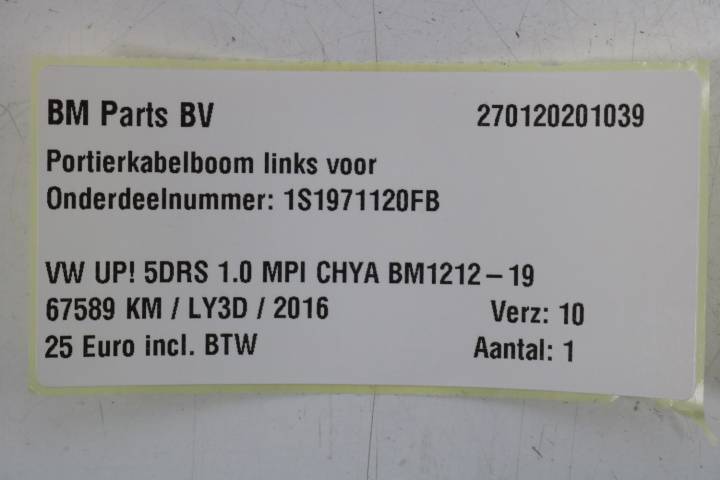 BM Parts BV 270120201039
Portierkabelboom links voor
Onderdeelnummer: 1S1971120FB
VW UP! 5DRS 1.0 MPI CHYA BM1212-19
67589 KM / LY3D / 2016 Verz: 10
25 Euro incl. BTW Aantal: 1